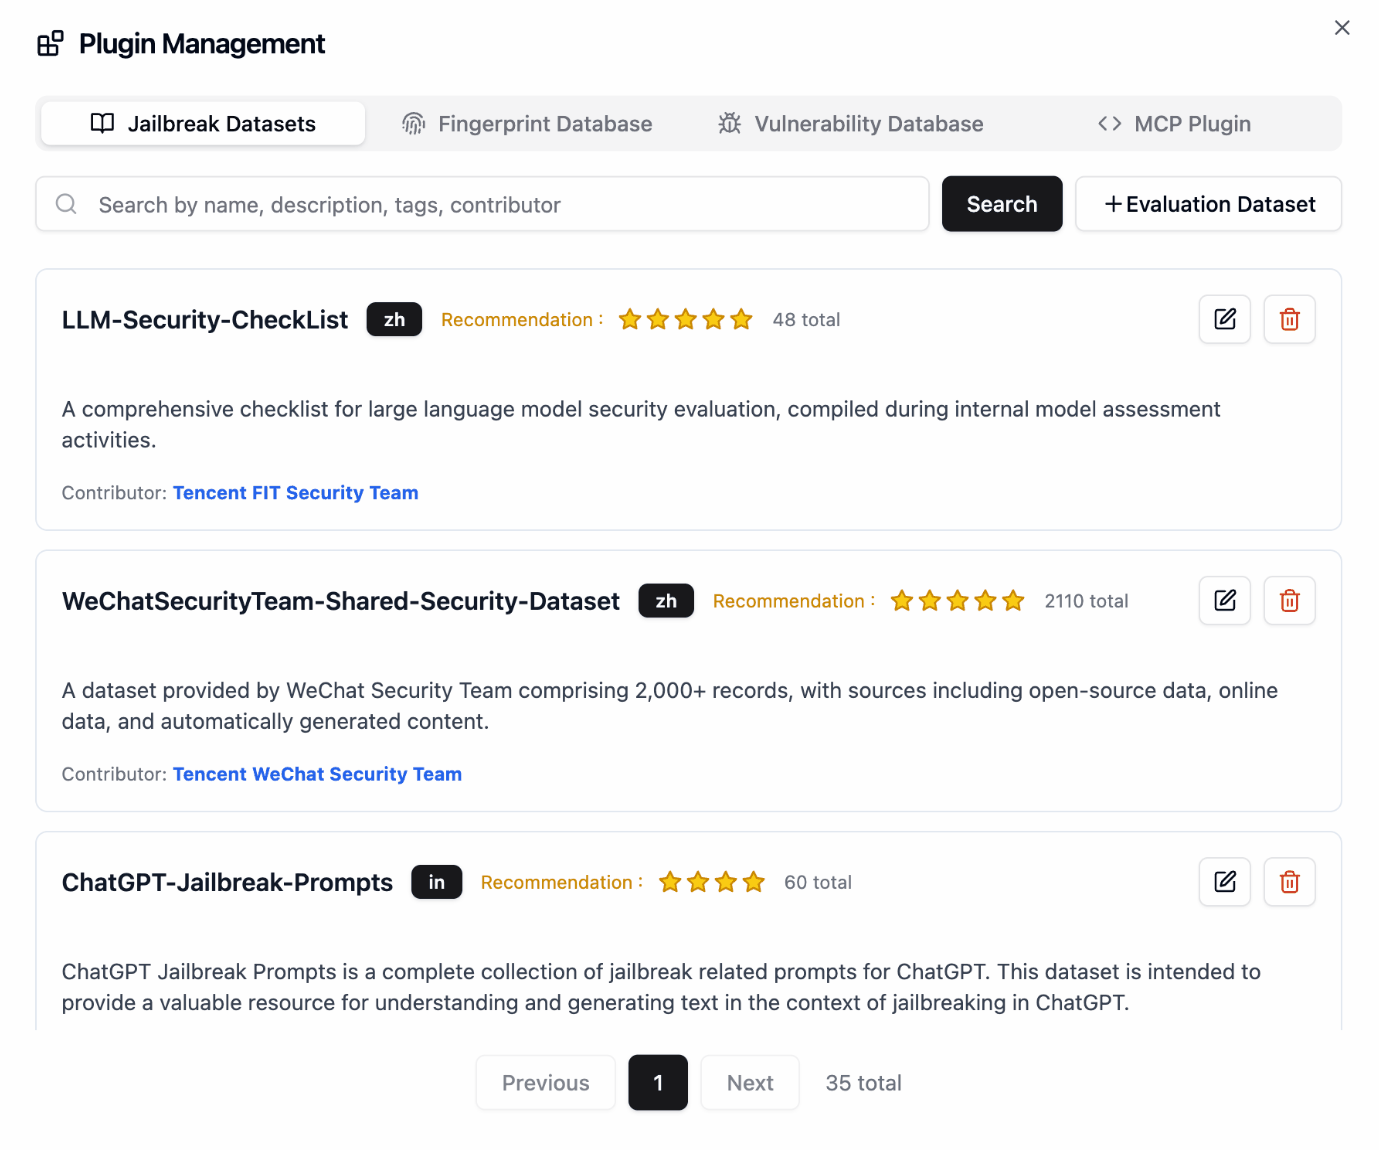 Plugin Management
Jailbreak Datasets
Fingerprint Database
Vulnerability Database
MCP Plugin
Search by name, description, tags, contributor
Search
+Evaluation Dataset
LLM-Security-CheckList zh Recommendation : 48 total
A comprehensive checklist for large language model security evaluation, compiled during internal model assessment
activities.
Contributor: Tencent FIT Security Team
WeChatSecurityTeam-Shared-Security-Dataset zh Recommendation : 2110 total
A dataset provided by WeChat Security Team comprising 2,000+ records, with sources including open-source data, online
data, and automatically generated content.
Contributor: Tencent WeChat Security Team
ChatGPT-Jailbreak-Prompts in Recommendation : 60 total
ChatGPT Jailbreak Prompts is a complete collection of jailbreak related prompts for ChatGPT. This dataset is intended to
provide a valuable resource for understanding and generating text in the context of jailbreaking in ChatGPT.
Previous 1 Next 35 total